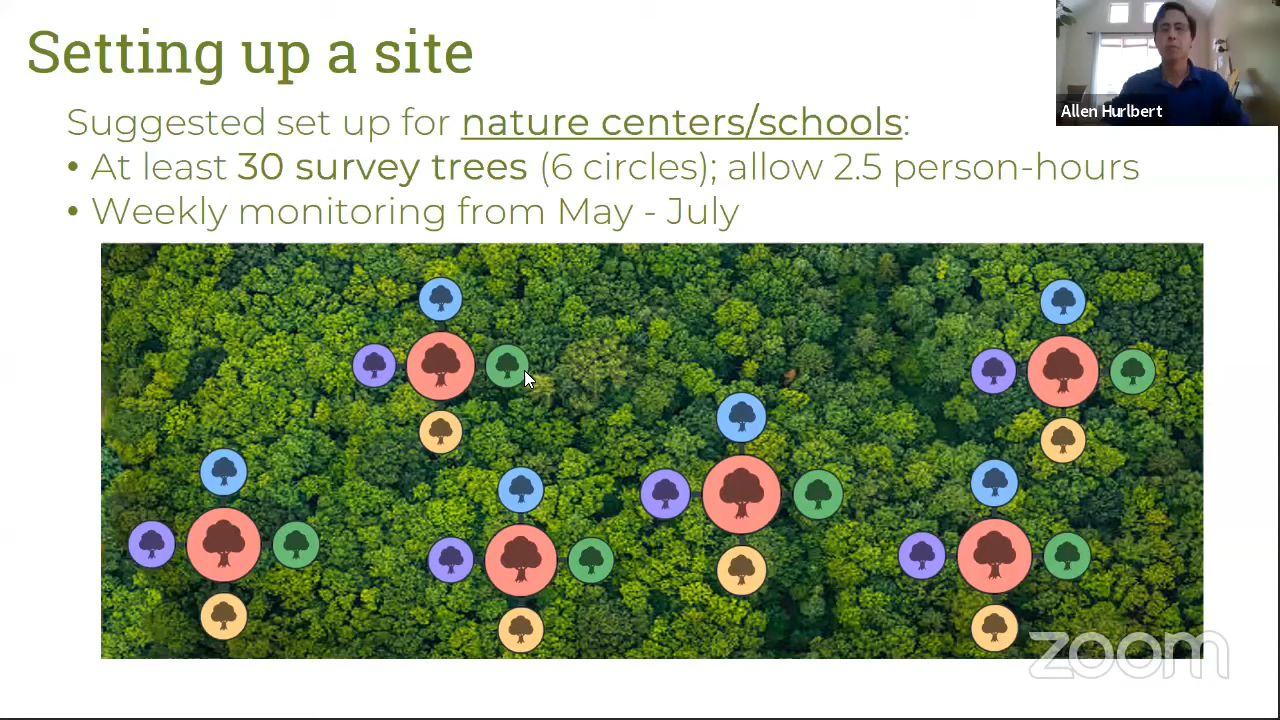 Setting up a site
Suggested set up for nature centers/schools:
• At least 30 survey trees (6 circles); allow 2.5 person-hours
• Weekly monitoring from May - July
Allen Hurlbert
zoom